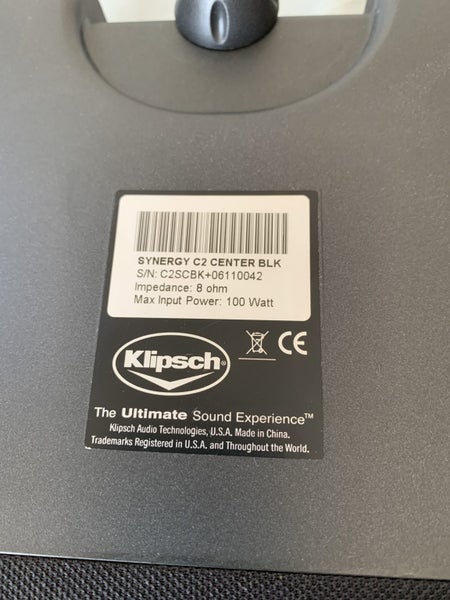 SYNERGY C2 CENTER BLK
S/N: C2SCBK+06110042
Impedance: 8 ohm
Max Input Power: 100 Watt
Klipsch®
CE
The Ultimate Sound Experience™
Klipsch Audio Technologies, U.S.A. Made in China.
Trademarks Registered in U.S.A. and Throughout the World.